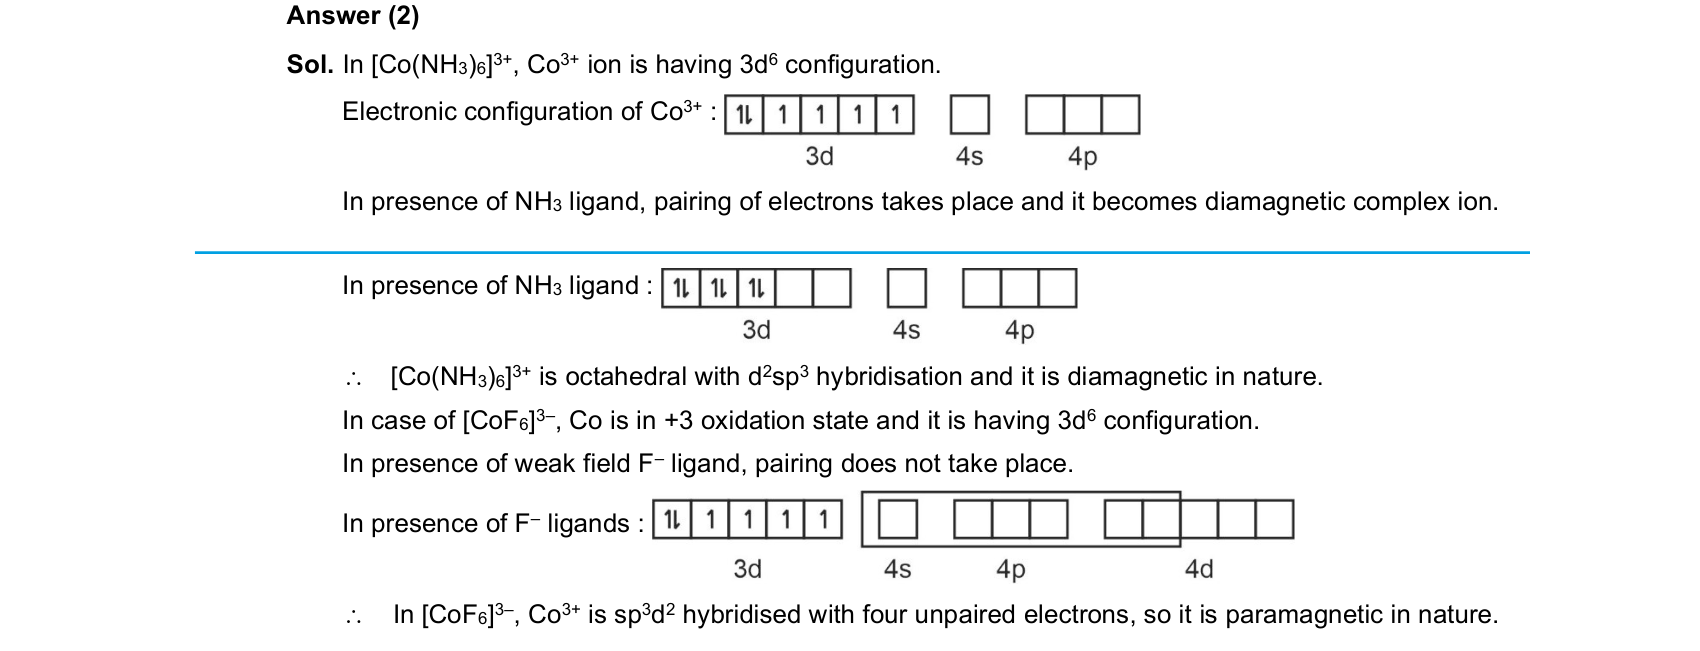 Answer (2)
Sol. In [Co(NH₃)₆]³⁺, Co³⁺ ion is having 3d⁶ configuration.
Electronic configuration of Co³⁺ : 1⇂ 1 1 1 1
3d 4s 4p
In presence of NH₃ ligand, pairing of electrons takes place and it becomes diamagnetic complex ion.
In presence of NH₃ ligand : 1⇂ 1⇂ 1⇂
3d 4s 4p
∴ [Co(NH₃)₆]³⁺ is octahedral with d²sp³ hybridisation and it is diamagnetic in nature.
In case of [CoF₆]³⁻, Co is in +3 oxidation state and it is having 3d⁶ configuration.
In presence of weak field F⁻ ligand, pairing does not take place.
In presence of F⁻ ligands : 1⇂ 1 1 1 1
3d 4s 4p 4d
∴ In [CoF₆]³⁻, Co³⁺ is sp³d² hybridised with four unpaired electrons, so it is paramagnetic in nature.